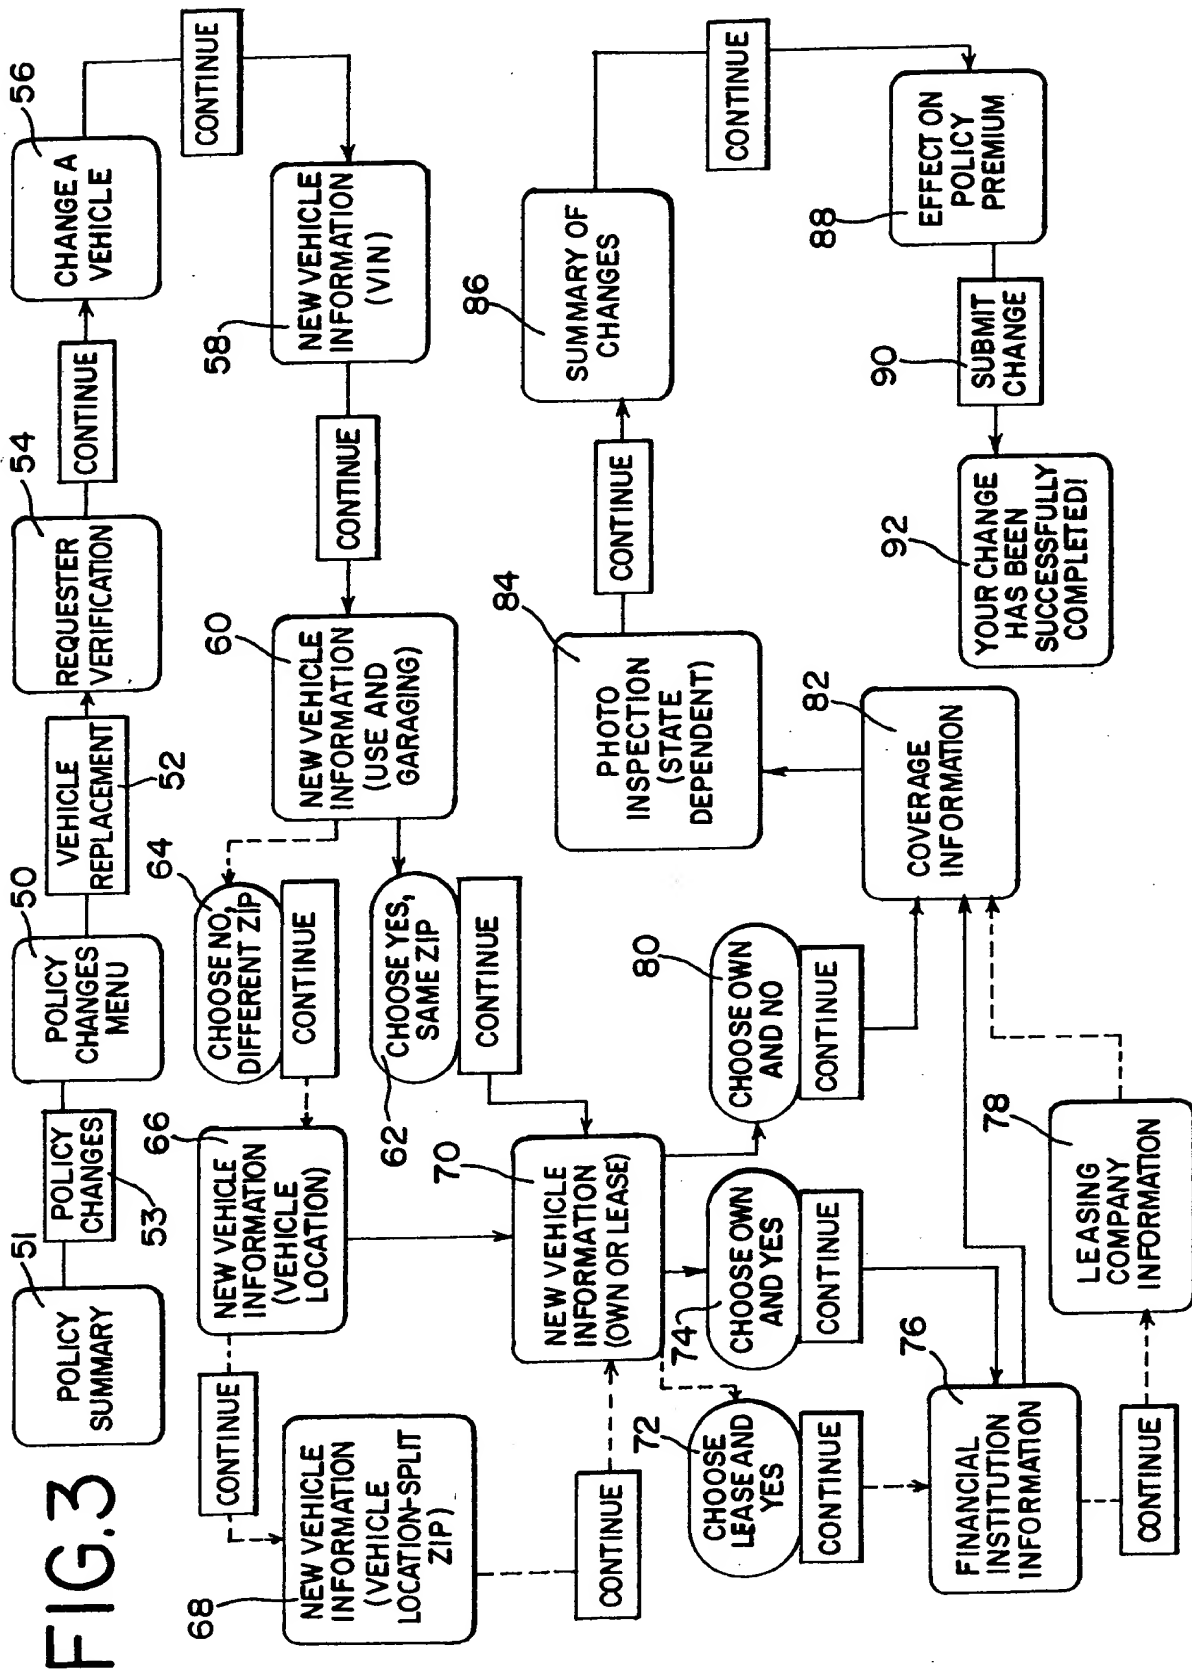 FIG.3
POLICY
SUMMARY
51
POLICY
CHANGES
53
POLICY
CHANGES
MENU
50
VEHICLE
REPLACEMENT
52
REQUESTER
VERIFICATION
54
CONTINUE
CHANGE A
VEHICLE
56
CONTINUE
NEW VEHICLE
INFORMATION
(VIN)
58
CONTINUE
NEW VEHICLE
INFORMATION
(USE AND
GARAGING)
60
CHOOSE NO,
DIFFERENT ZIP
64
CONTINUE
CHOOSE YES,
SAME ZIP
62
CONTINUE
NEW VEHICLE
INFORMATION
(VEHICLE
LOCATION)
66
CONTINUE
NEW VEHICLE
INFORMATION
(VEHICLE
LOCATION-SPLIT
ZIP)
68
CONTINUE
NEW VEHICLE
INFORMATION
(OWN OR LEASE)
70
CHOOSE
LEASE AND
YES
72
CONTINUE
CHOOSE OWN
AND YES
74
CONTINUE
CHOOSE OWN
AND NO
80
CONTINUE
FINANCIAL
INSTITUTION
INFORMATION
76
CONTINUE
LEASING
COMPANY
INFORMATION
78
COVERAGE
INFORMATION
82
PHOTO
INSPECTION
(STATE
DEPENDENT)
84
CONTINUE
SUMMARY OF
CHANGES
86
CONTINUE
EFFECT ON
POLICY
PREMIUM
88
SUBMIT
CHANGE
90
YOUR CHANGE
HAS BEEN
SUCCESSFULLY
COMPLETED!
92